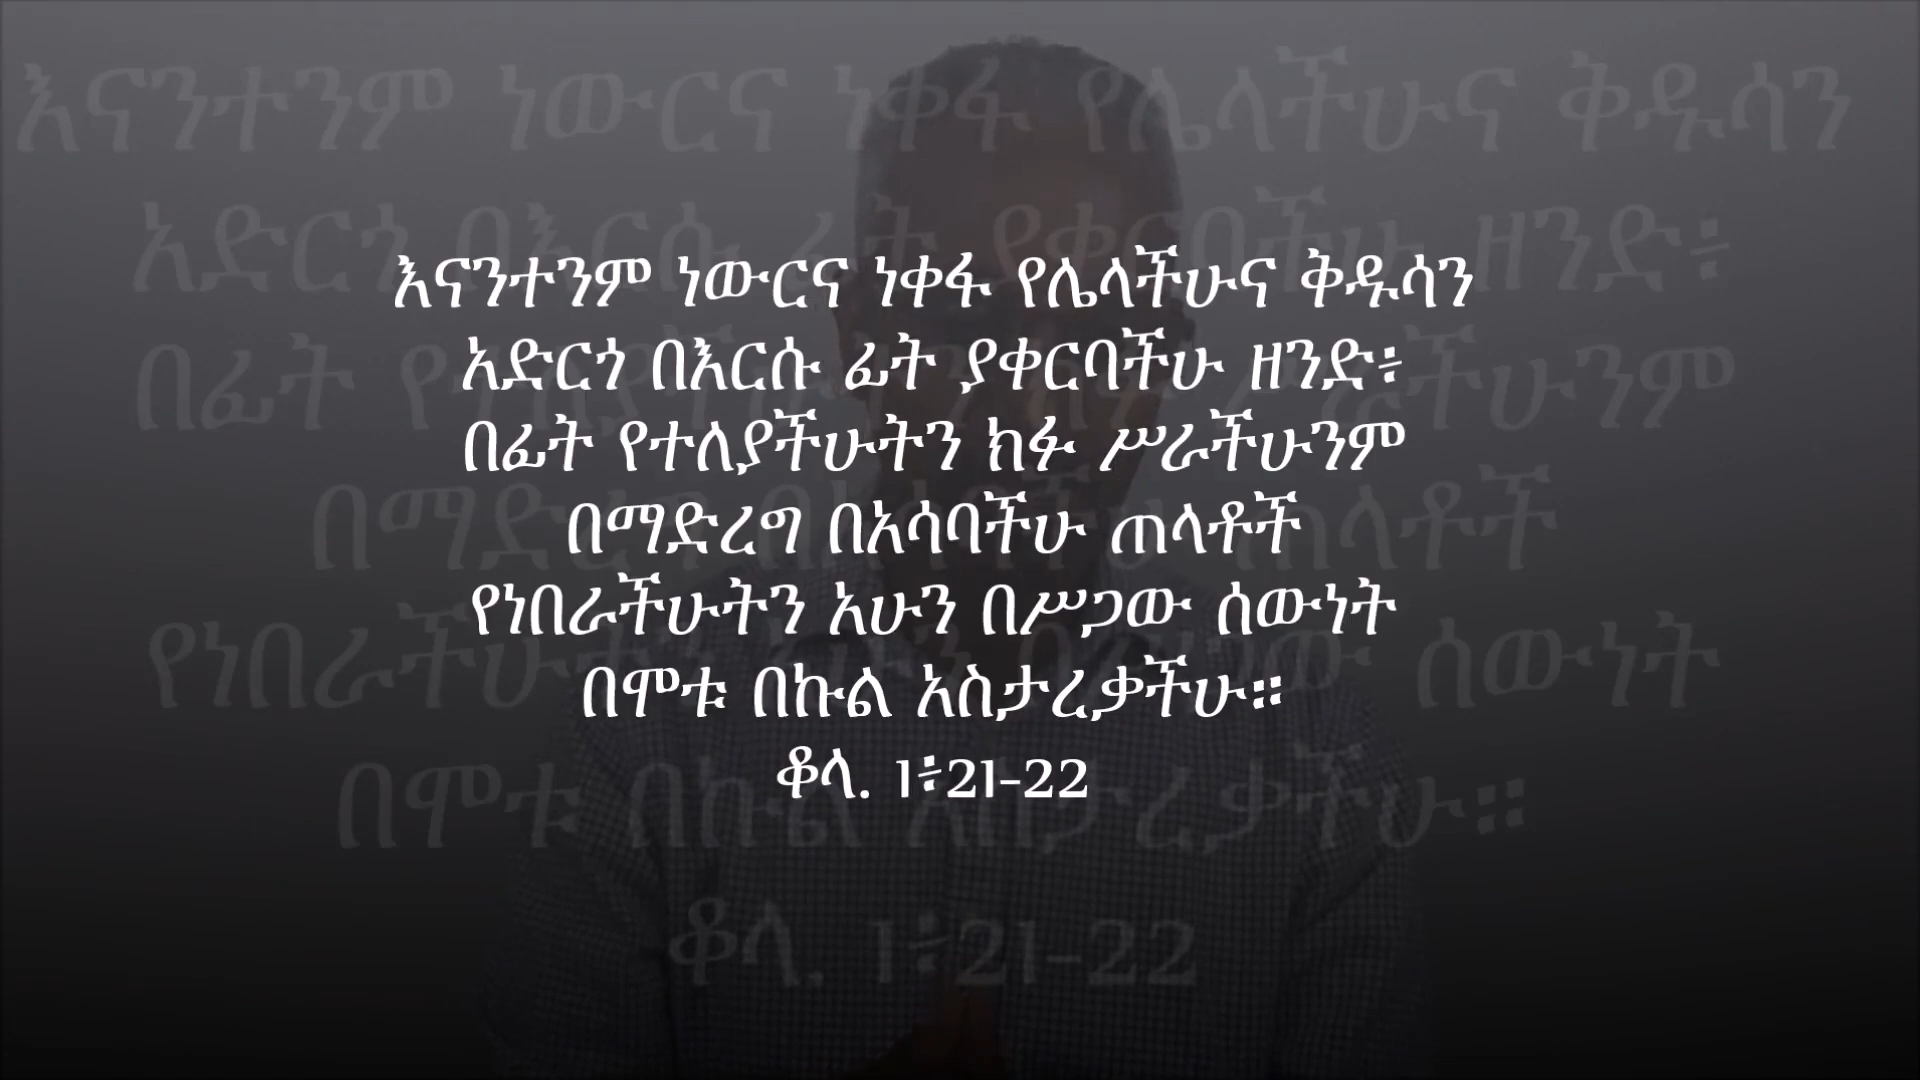 እናንተንም ነውርና ነቀፋ የሌላችሁና ቅዱሳን
አድርጎ በእርሱ ፊት ያቀርባችሁ ዘንድ፥
በፊት የተለያችሁትን ክፉ ሥራችሁንም
በማድረግ በአሳባችሁ ጠላቶች
የነበራችሁትን አሁን በሥጋው ሰውነት
በሞቱ በኩል አስታረቃችሁ።
ቆላ. 1፥21-22